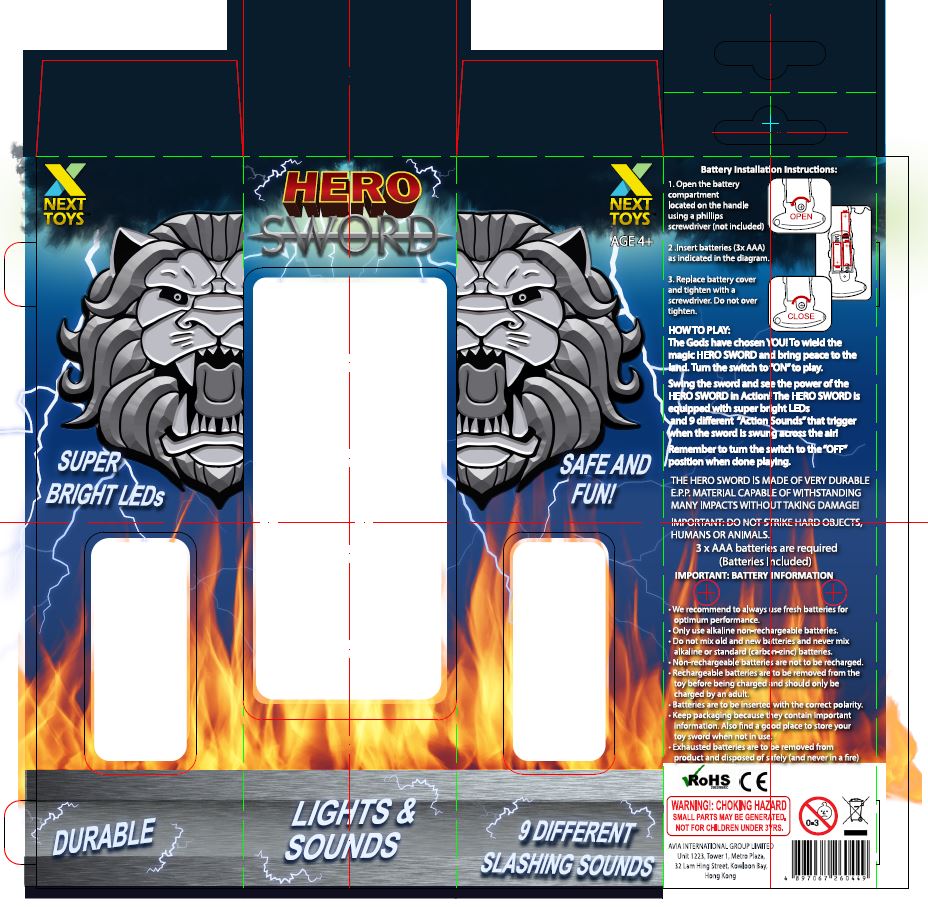 NEXT
TOYS
HERO
SWORD
NEXT
TOYS
AGE 4+
SUPER
BRIGHT LEDs
SAFE AND
FUN!
DURABLE
LIGHTS &
SOUNDS
9 DIFFERENT
SLASHING SOUNDS
Battery Installation Instructions:
1. Open the battery
compartment
located on the handle
using a phillips
screwdriver (not included)
OPEN
2 .Insert batteries (3x AAA)
as indicated in the diagram.
3. Replace battery cover
and tighten with a
screwdriver. Do not over
tighten.
CLOSE
HOW TO PLAY:
The Gods have chosen YOU! To wield the
magic HERO SWORD and bring peace to the
land. Turn the switch to "ON" to play.
Swing the sword and see the power of the
HERO SWORD in Action! The HERO SWORD is
equipped with super bright LEDs
and 9 different "Action Sounds" that trigger
when the sword is swung across the air!
Remember to turn the switch to the "OFF"
position when done playing.
THE HERO SWORD IS MADE OF VERY DURABLE
E.P.P. MATERIAL CAPABLE OF WITHSTANDING
MANY IMPACTS WITHOUT TAKING DAMAGE!
IMPORTANT: DO NOT STRIKE HARD OBJECTS,
HUMANS OR ANIMALS.
3 x AAA batteries are required
(Batteries Included)
IMPORTANT: BATTERY INFORMATION
• We recommend to always use fresh batteries for
optimum performance.
• Only use alkaline non-rechargeable batteries.
• Do not mix old and new batteries and never mix
alkaline or standard (carbon-zinc) batteries.
• Non-rechargeable batteries are not to be recharged.
• Rechargeable batteries are to be removed from the
toy before being charged and should only be
charged by an adult.
• Batteries are to be inserted with the correct polarity.
• Keep packaging because they contain important
information. Also find a good place to store your
toy sword when not in use.
• Exhausted batteries are to be removed from
product and disposed of safely (and never in a fire)
RoHS
CE
WARNING!: CHOKING HAZARD
SMALL PARTS MAY BE GENERATED,
NOT FOR CHILDREN UNDER 3YRS.
0-3
AVIA INTERNATIONAL GROUP LIMITED
Unit 1223, Tower 1, Metro Plaza,
32 Lam Hing Street, Kowloon Bay,
Hong Kong
4 897067 260449